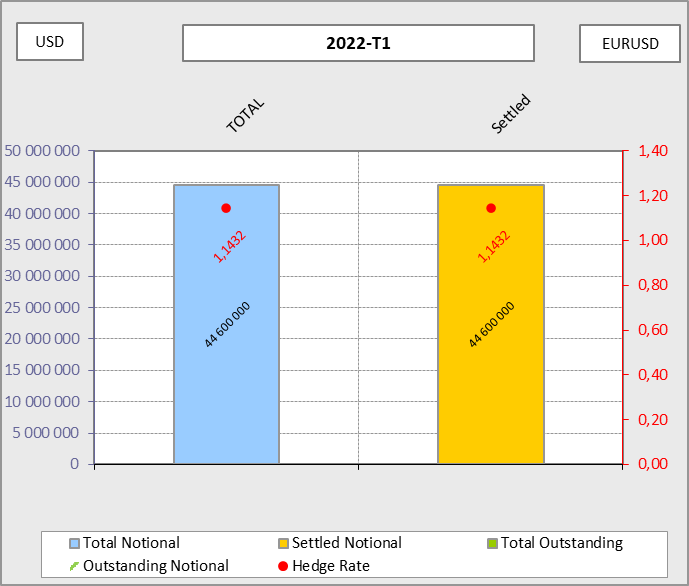 USD
2022-T1
EURUSD
TOTAL
Settled
50 000 000
45 000 000
40 000 000
35 000 000
30 000 000
25 000 000
20 000 000
15 000 000
10 000 000
5 000 000
0
1,40
1,20
1,00
0,80
0,60
0,40
0,20
0,00
1,1432
1,1432
44 600 000
44 600 000
Total Notional
Settled Notional
Total Outstanding
Outstanding Notional
Hedge Rate